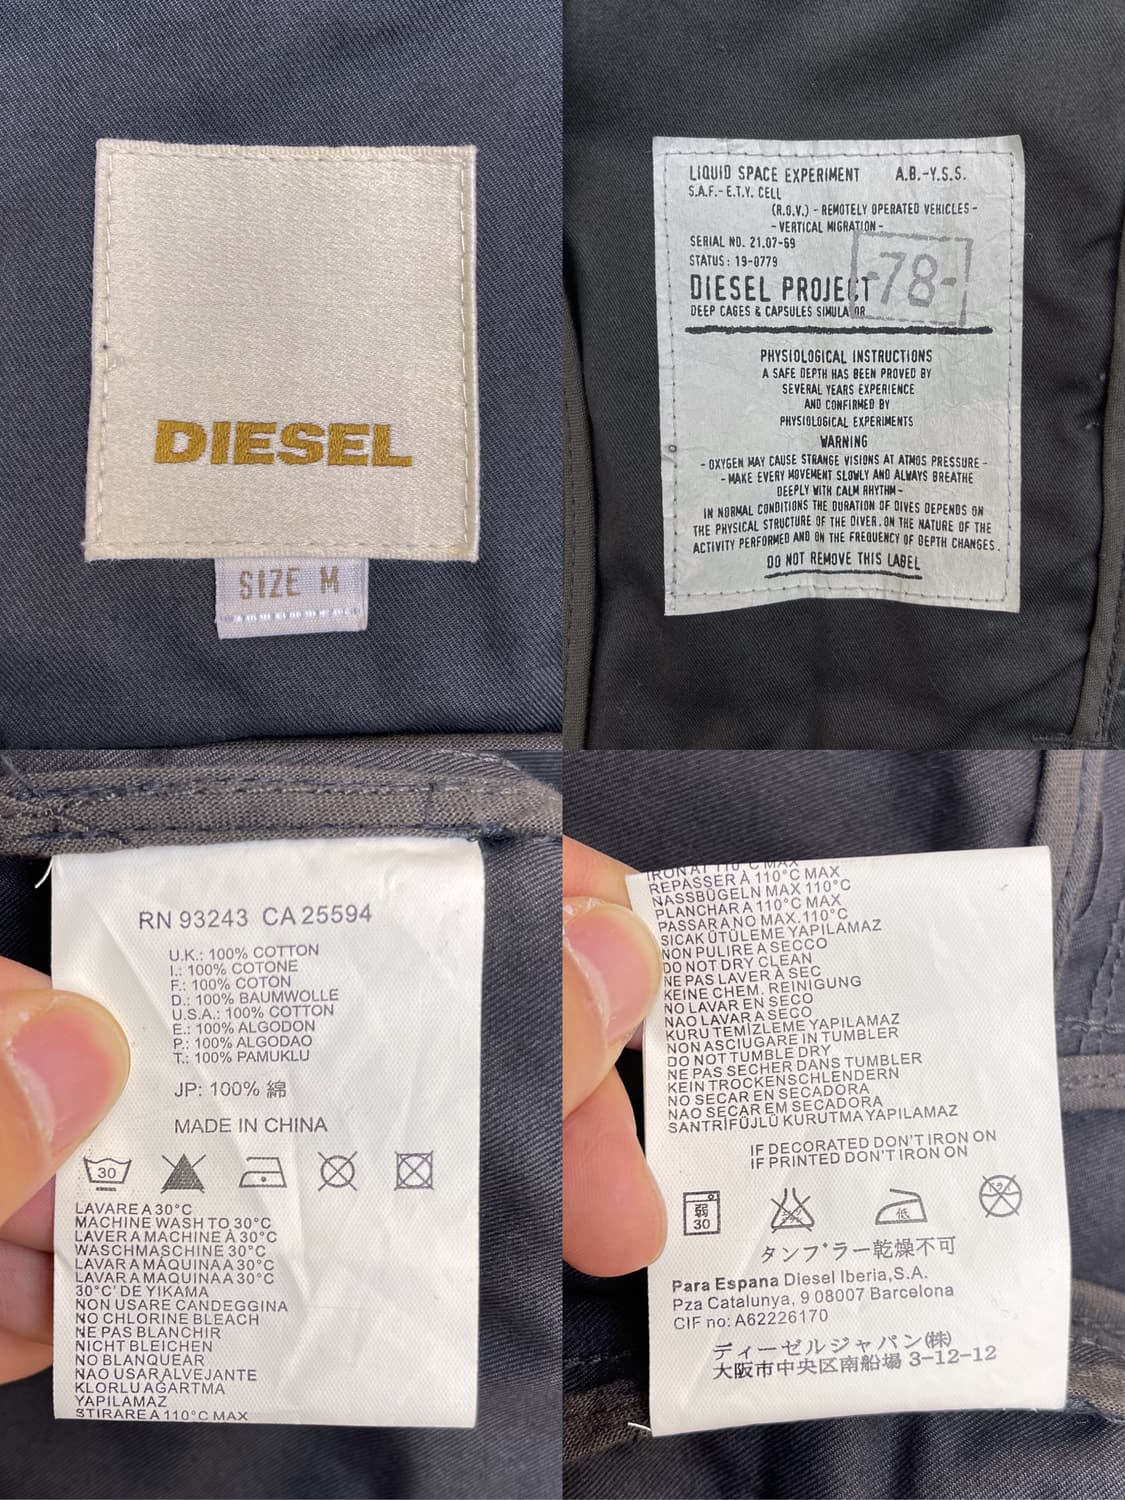 DIESEL
SIZE M
LIQUID SPACE EXPERIMENT A.B.-Y.S.S.
S.A.F.- E.T.Y. CELL
(R.O.V.) - REMOTELY OPERATED VEHICLES -
- VERTICAL MIGRATION -
SERIAL NO. 21.07-69
STATUS : 19-0779
-78-
DIESEL PROJECT
DEEP CAGES & CAPSULES SIMULATOR
PHYSIOLOGICAL INSTRUCTIONS
A SAFE DEPTH HAS BEEN PROVED BY
SEVERAL YEARS EXPERIENCE
AND CONFIRMED BY
PHYSIOLOGICAL EXPERIMENTS
WARNING
- OXYGEN MAY CAUSE STRANGE VISIONS AT ATMOS PRESSURE -
- MAKE EVERY MOVEMENT SLOWLY AND ALWAYS BREATHE
DEEPLY WITH CALM RHYTHM -
IN NORMAL CONDITIONS THE DURATION OF DIVES DEPENDS ON
THE PHYSICAL STRUCTURE OF THE DIVER, ON THE NATURE OF THE
ACTIVITY PERFORMED AND ON THE FREQUENCY OF DEPTH CHANGES.
DO NOT REMOVE THIS LABEL
RN 93243 CA 25594
U.K.: 100% COTTON
I.: 100% COTONE
F.: 100% COTON
D.: 100% BAUMWOLLE
U.S.A.: 100% COTTON
E.: 100% ALGODON
P.: 100% ALGODAO
T.: 100% PAMUKLU
JP: 100% 綿
MADE IN CHINA
30
LAVARE A 30°C
MACHINE WASH TO 30°C
LAVER A MACHINE À 30°C
WASCHMASCHINE 30°C
LAVAR A MÁQUINA A 30°C
LAVAR A MAQUINA A 30°C
30°C' DE YIKAMA
NON USARE CANDEGGINA
NO CHLORINE BLEACH
NE PAS BLANCHIR
NICHT BLEICHEN
NO BLANQUEAR
NAO USAR ALVEJANTE
KLORLU AĞARTMA
YAPILAMAZ
STIRARE A 110°C MAX
IRON AT 110°C MAX
REPASSER À 110°C MAX
NASSBÜGELN MAX 110°C
PLANCHAR A 110°C MAX
PASSAR A NO MAX.110°C
SICAK ÜTÜLEME YAPILAMAZ
NON PULIRE A SECCO
DO NOT DRY CLEAN
NE PAS LAVER À SEC
KEINE CHEM. REINIGUNG
NO LAVAR EN SECO
NAO LAVAR A SECO
KURU TEMİZLEME YAPILAMAZ
NON ASCIUGARE IN TUMBLER
DO NOT TUMBLE DRY
NE PAS SECHER DANS TUMBLER
KEIN TROCKENSCHLENDERN
NO SECAR EN SECADORA
NAO SECAR EM SECADORA
SANTRİFÜJLÜ KURUTMA YAPILAMAZ
IF DECORATED DON'T IRON ON
IF PRINTED DON'T IRON ON
弱 30 低 ドライ
タンブラー乾燥不可
Para Espana Diesel Iberia,S.A.
Pza Catalunya, 9 08007 Barcelona
CIF no: A62226170
ディーゼルジャパン(株)
大阪市中央区南船場 3-12-12